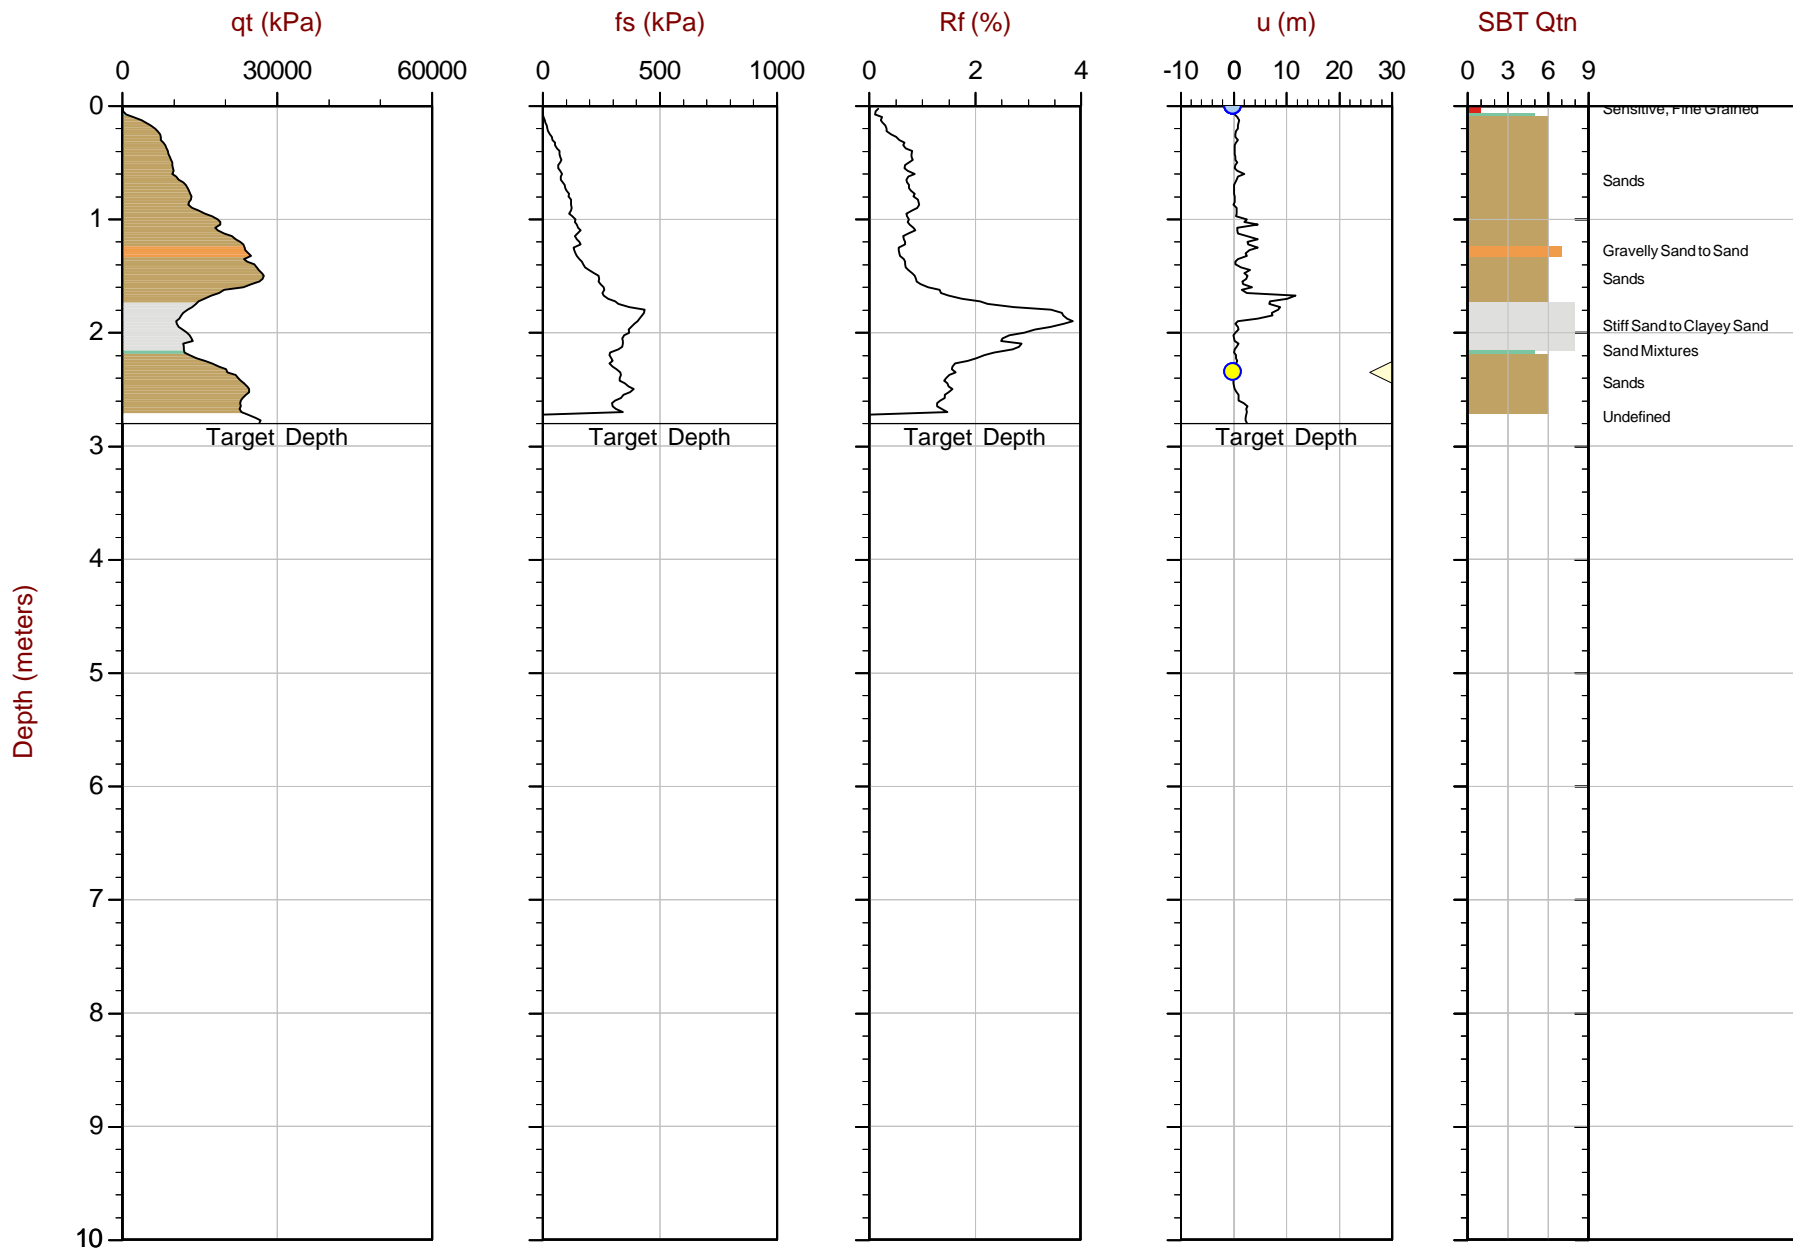 qt (kPa) fs (kPa) Rf (%) u (m) SBT Qtn
0 30000 60000 0 500 1000 0 2 4 -10 0 10 20 30 0 3 6 9
0
Sensitive, Fine Grained
Sands
1
Gravelly Sand to Sand
Sands
2
Stiff Sand to Clayey Sand
Sand Mixtures
Sands
Undefined
Target Depth Target Depth Target Depth Target Depth
3
4
5
Depth (meters)
6
7
8
9
10